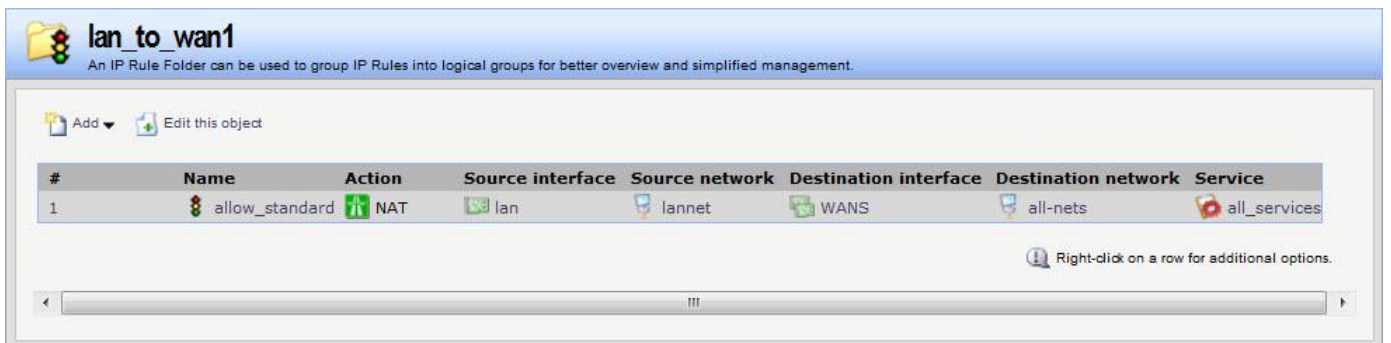 lan_to_wan1
An IP Rule Folder can be used to group IP Rules into logical groups for better overview and simplified management.
Add Edit this object
# Name Action Source interface Source network Destination interface Destination network Service
1 allow_standard NAT lan lannet WANS all-nets all_services
Right-click on a row for additional options.